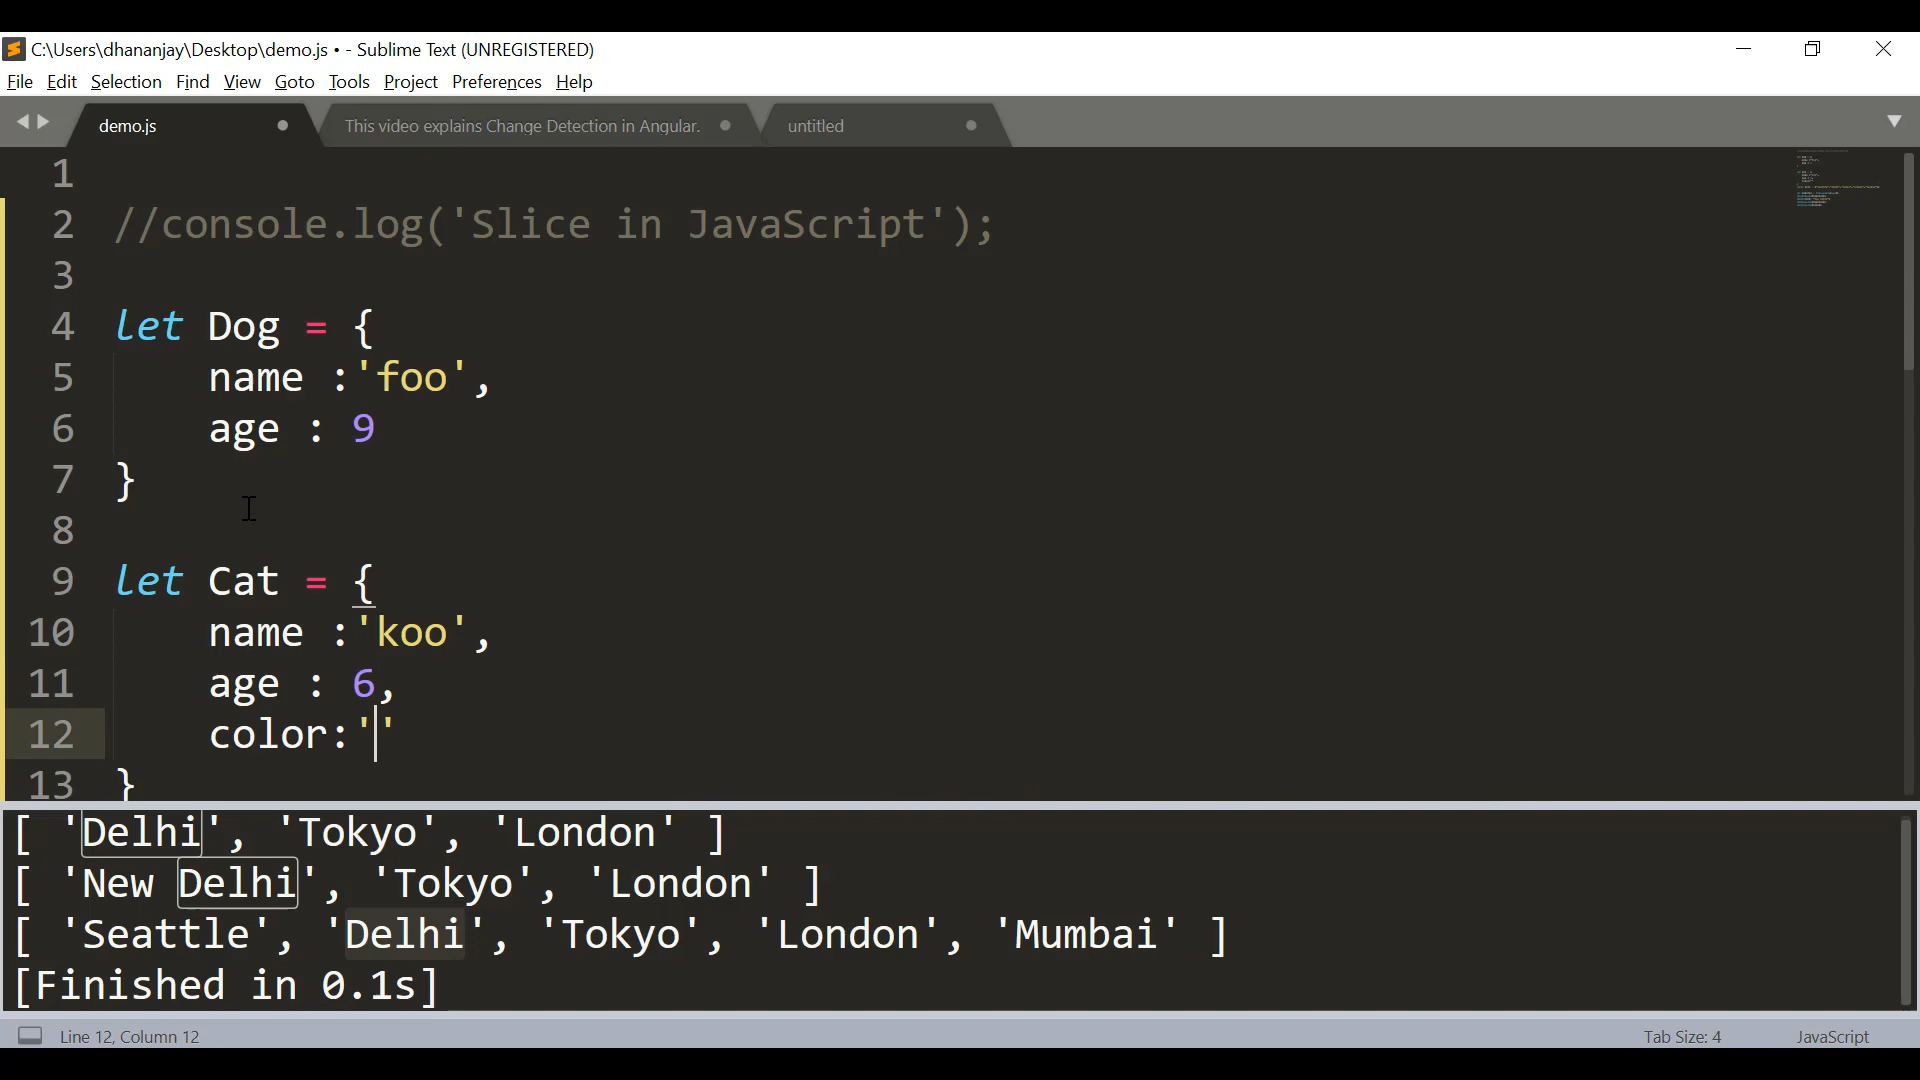 C:\Users\dhananjay\Desktop\demo.js • - Sublime Text (UNREGISTERED)
File Edit Selection Find View Goto Tools Project Preferences Help
demo.js This video explains Change Detection in Angular. untitled
1
2 //console.log('Slice in JavaScript');
3
4 let Dog = {
5 name :'foo',
6 age : 9
7 }
8
9 let Cat = {
10 name :'koo',
11 age : 6,
12 color:''
13 }
[ 'Delhi', 'Tokyo', 'London' ]
[ 'New Delhi', 'Tokyo', 'London' ]
[ 'Seattle', 'Delhi', 'Tokyo', 'London', 'Mumbai' ]
[Finished in 0.1s]
Line 12, Column 12 Tab Size: 4 JavaScript